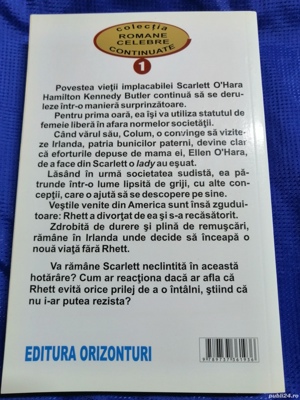 colecția
ROMANE
CELEBRE
CONTINUATE
1
Povestea vieții implacabilei Scarlett O'Hara
Hamilton Kennedy Butler continuă să se deru-
leze într-o manieră surprinzătoare.
Pentru prima oară, ea își va utiliza statutul de
femeie liberă în afara normelor societății.
Când vărul său, Colum, o convinge să vizite-
ze Irlanda, patria bunicilor paterni, devine clar
că eforturile depuse de mama ei, Ellen O'Hara,
de a face din Scarlett o lady au eșuat.
Lăsând în urmă societatea sudistă, ea pă-
trunde într-o lume lipsită de griji, cu alte con-
cepții, care o ajută să se descopere pe sine.
Veștile venite din America sunt însă zgudui-
toare: Rhett a divorțat de ea și s-a recăsătorit.
Zdrobită de durere și plină de remușcări,
rămâne în Irlanda unde decide să înceapă o
nouă viață fără Rhett.
Va rămâne Scarlett neclintită în această
hotărâre? Cum ar reacționa dacă ar afla că
Rhett evită orice prilej de a o întâlni, știind că
nu i-ar putea rezista?
EDITURA ORIZONTURI
publi24.ro